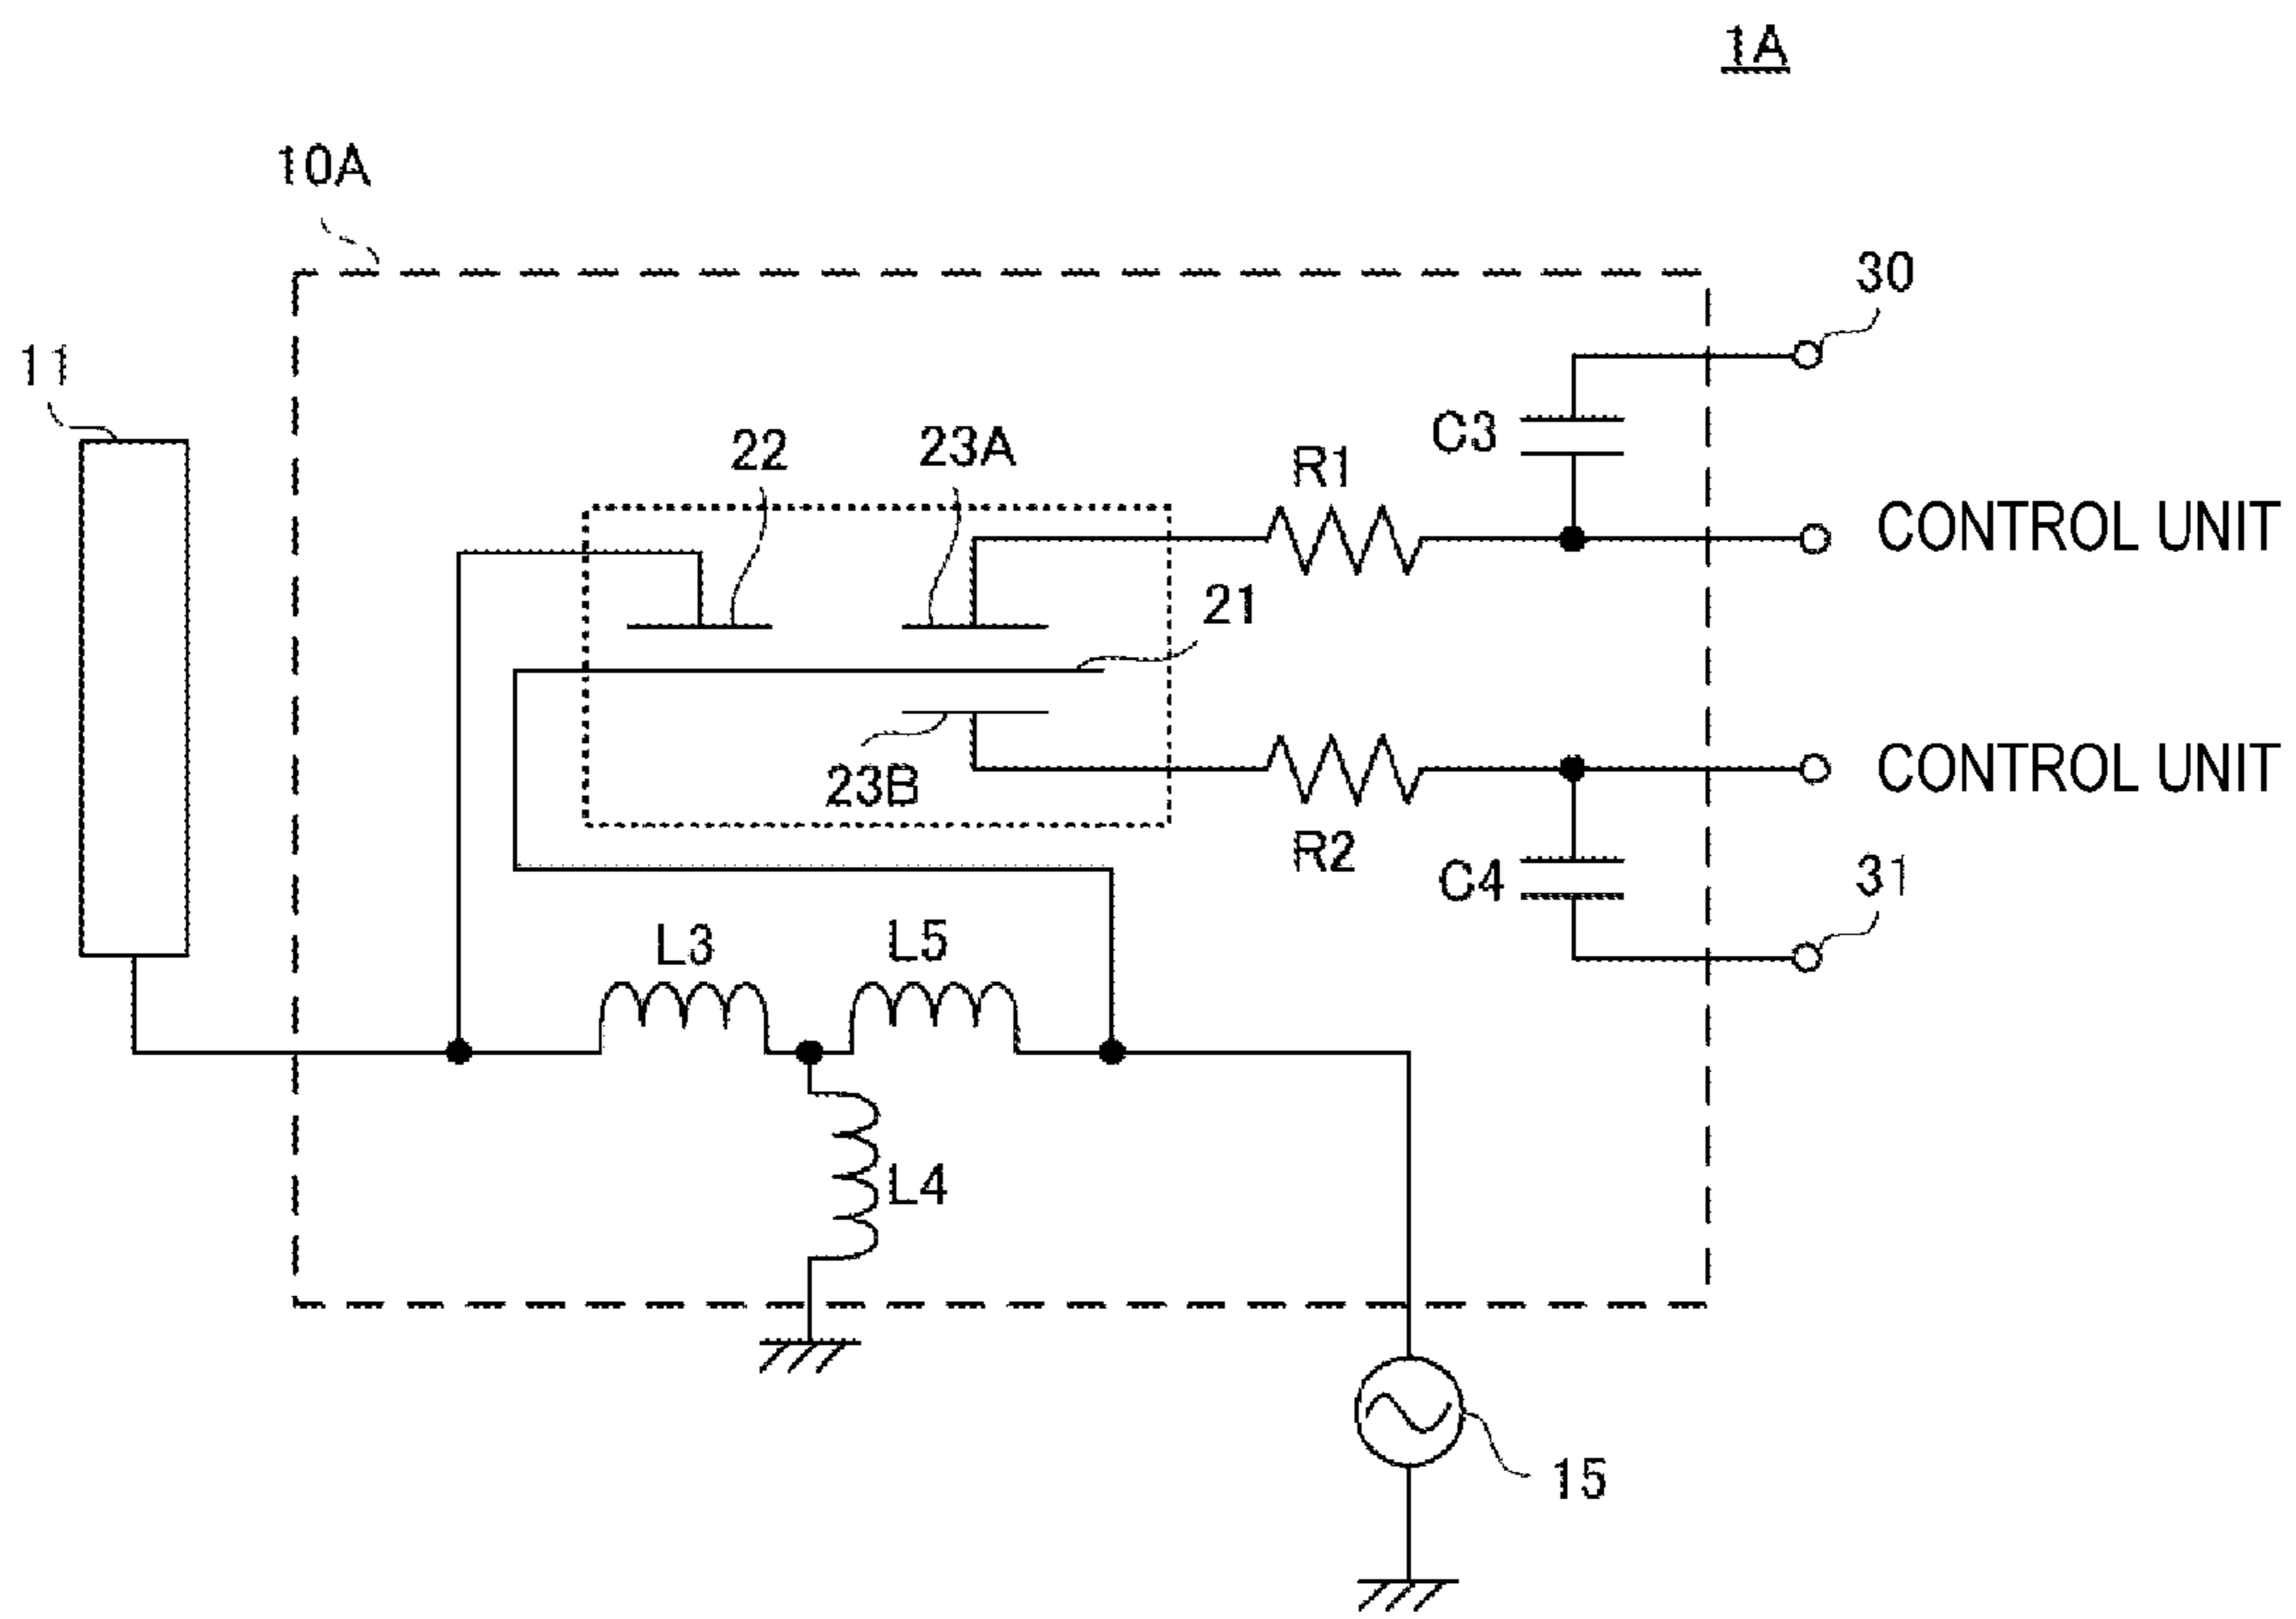 1A
10A
30
11
C3
22
23A
R1
CONTROL UNIT
21
CONTROL UNIT
23B
R2
C4
31
L3
L5
L4
15